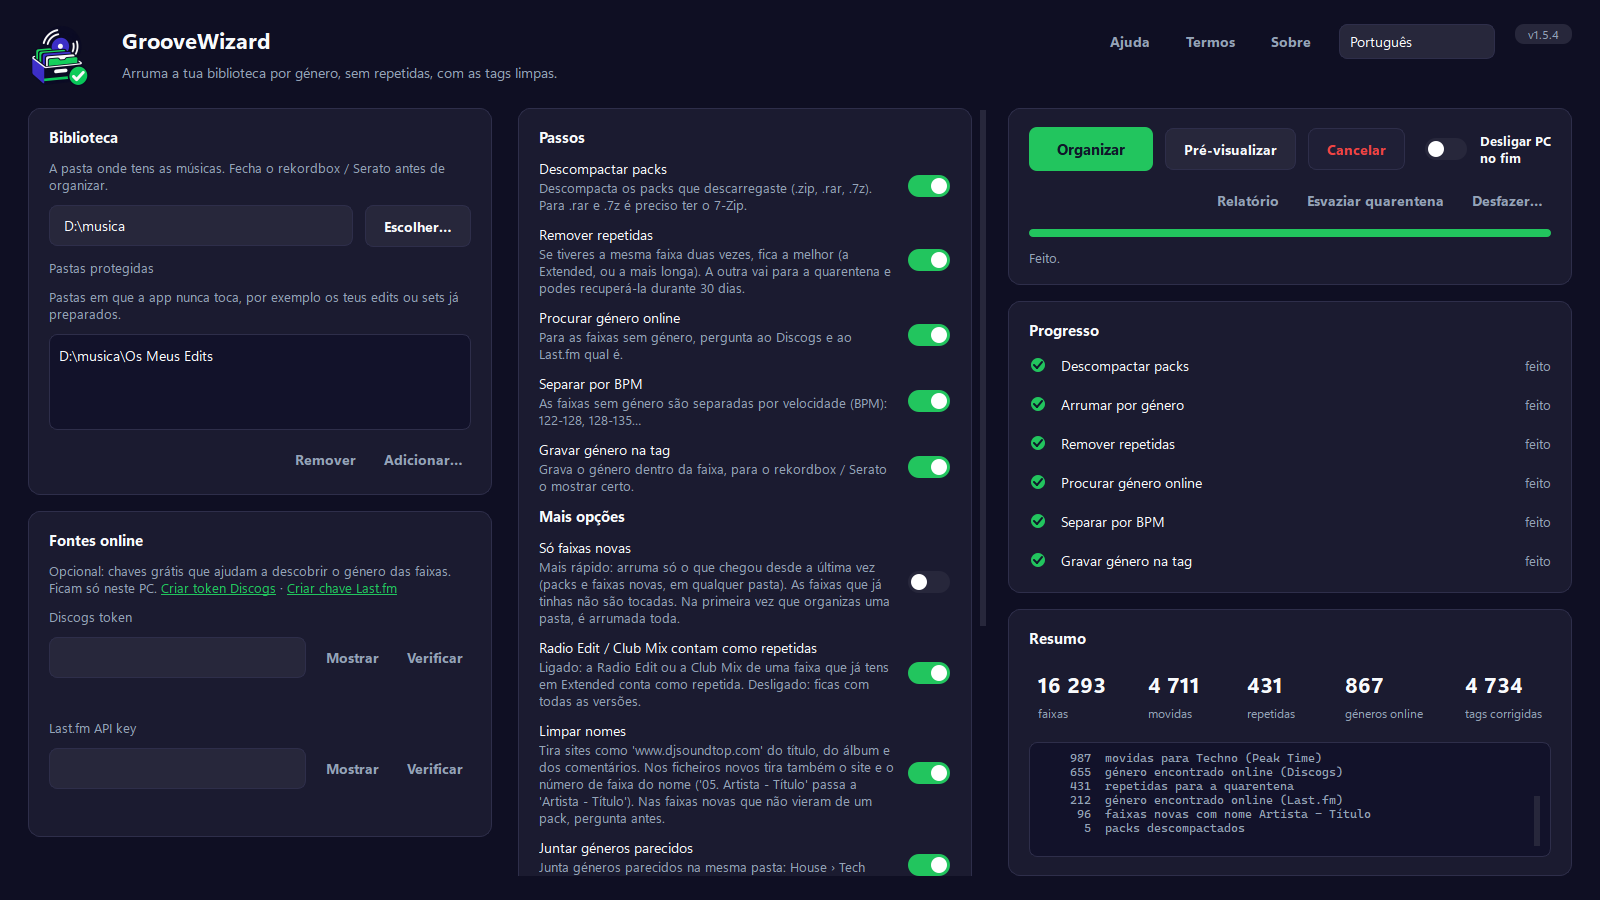 GrooveWizard
Arruma a tua biblioteca por género, sem repetidas, com as tags limpas.
Ajuda
Termos
Sobre
Português
v1.5.4
Biblioteca
A pasta onde tens as músicas. Fecha o rekordbox / Serato antes de
organizar.
D:\musica
Escolher...
Pastas protegidas
Pastas em que a app nunca toca, por exemplo os teus edits ou sets já
preparados.
D:\musica\Os Meus Edits
Remover
Adicionar...
Fontes online
Opcional: chaves grátis que ajudam a descobrir o género das faixas.
Ficam só neste PC. Criar token Discogs · Criar chave Last.fm
Discogs token
Mostrar
Verificar
Last.fm API key
Mostrar
Verificar
Passos
Descompactar packs
Descompacta os packs que descarregaste (.zip, .rar, .7z).
Para .rar e .7z é preciso ter o 7-Zip.
Remover repetidas
Se tiveres a mesma faixa duas vezes, fica a melhor (a
Extended, ou a mais longa). A outra vai para a quarentena e
podes recuperá-la durante 30 dias.
Procurar género online
Para as faixas sem género, pergunta ao Discogs e ao
Last.fm qual é.
Separar por BPM
As faixas sem género são separadas por velocidade (BPM):
122-128, 128-135...
Gravar género na tag
Grava o género dentro da faixa, para o rekordbox / Serato
o mostrar certo.
Mais opções
Só faixas novas
Mais rápido: arruma só o que chegou desde a última vez
(packs e faixas novas, em qualquer pasta). As faixas que já
tinhas não são tocadas. Na primeira vez que organizas uma
pasta, é arrumada toda.
Radio Edit / Club Mix contam como repetidas
Ligado: a Radio Edit ou a Club Mix de uma faixa que já tens
em Extended conta como repetida. Desligado: ficas com
todas as versões.
Limpar nomes
Tira sites como 'www.djsoundtop.com' do título, do álbum e
dos comentários. Nos ficheiros novos tira também o site e o
número de faixa do nome ('05. Artista - Título' passa a
'Artista - Título'). Nas faixas novas que não vieram de um
pack, pergunta antes.
Juntar géneros parecidos
Junta géneros parecidos na mesma pasta: House › Tech
Organizar
Pré-visualizar
Cancelar
Desligar PC
no fim
Relatório
Esvaziar quarentena
Desfazer...
Feito.
Progresso
Descompactar packs feito
Arrumar por género feito
Remover repetidas feito
Procurar género online feito
Separar por BPM feito
Gravar género na tag feito
Resumo
16 293 4 711 431 867 4 734
faixas movidas repetidas géneros online tags corrigidas
987 movidas para Techno (Peak Time)
655 género encontrado online (Discogs)
431 repetidas para a quarentena
212 género encontrado online (Last.fm)
96 faixas novas com nome Artista - Título
5 packs descompactados